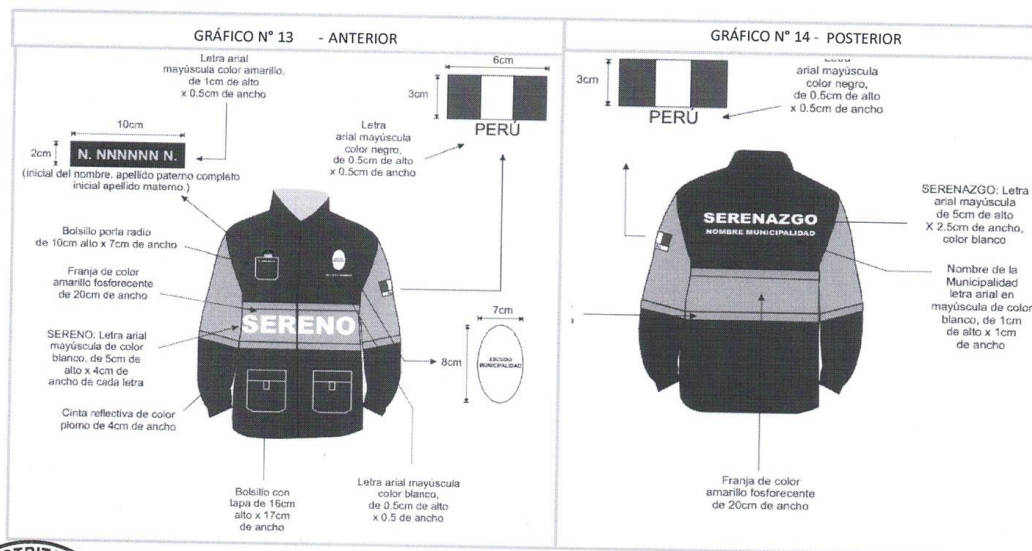 GRÁFICO N° 13 - ANTERIOR
Letra arial
mayúscula color amarillo,
de 1cm de alto
x 0.5cm de ancho
10cm
2cm
N. NNNNNN N.
(inicial del nombre. apellido paterno completo
inicial apellido materno.)
6cm
3cm
PERÚ
Letra
arial mayúscula
color negro,
de 0.5cm de alto
x 0.5cm de ancho
Bolsillo porta radio
de 10cm alto x 7cm de ancho
Franja de color
amarillo fosforecente
de 20cm de ancho
SERENO: Letra arial
mayúscula de color
blanco, de 5cm de
alto x 4cm de
ancho de cada letra
Cinta reflectiva de color
plomo de 4cm de ancho
SERENO
7cm
8cm
ESCUDO
MUNICIPALIDAD
Bolsillo con
tapa de 16cm
alto x 17cm
de ancho
Letra arial mayúscula
color blanco,
de 0.5cm de alto
x 0.5 de ancho
GRÁFICO N° 14 - POSTERIOR
3cm
PERÚ
arial mayúscula
color negro,
de 0.5cm de alto
x 0.5cm de ancho
SERENAZGO
NOMBRE MUNICIPALIDAD
SERENAZGO: Letra
arial mayúscula
de 5cm de alto
X 2.5cm de ancho,
color blanco
Nombre de la
Municipalidad
letra arial en
mayúscula de color
blanco, de 1cm
de alto x 1cm
de ancho
Franja de color
amarillo fosforecente
de 20cm de ancho